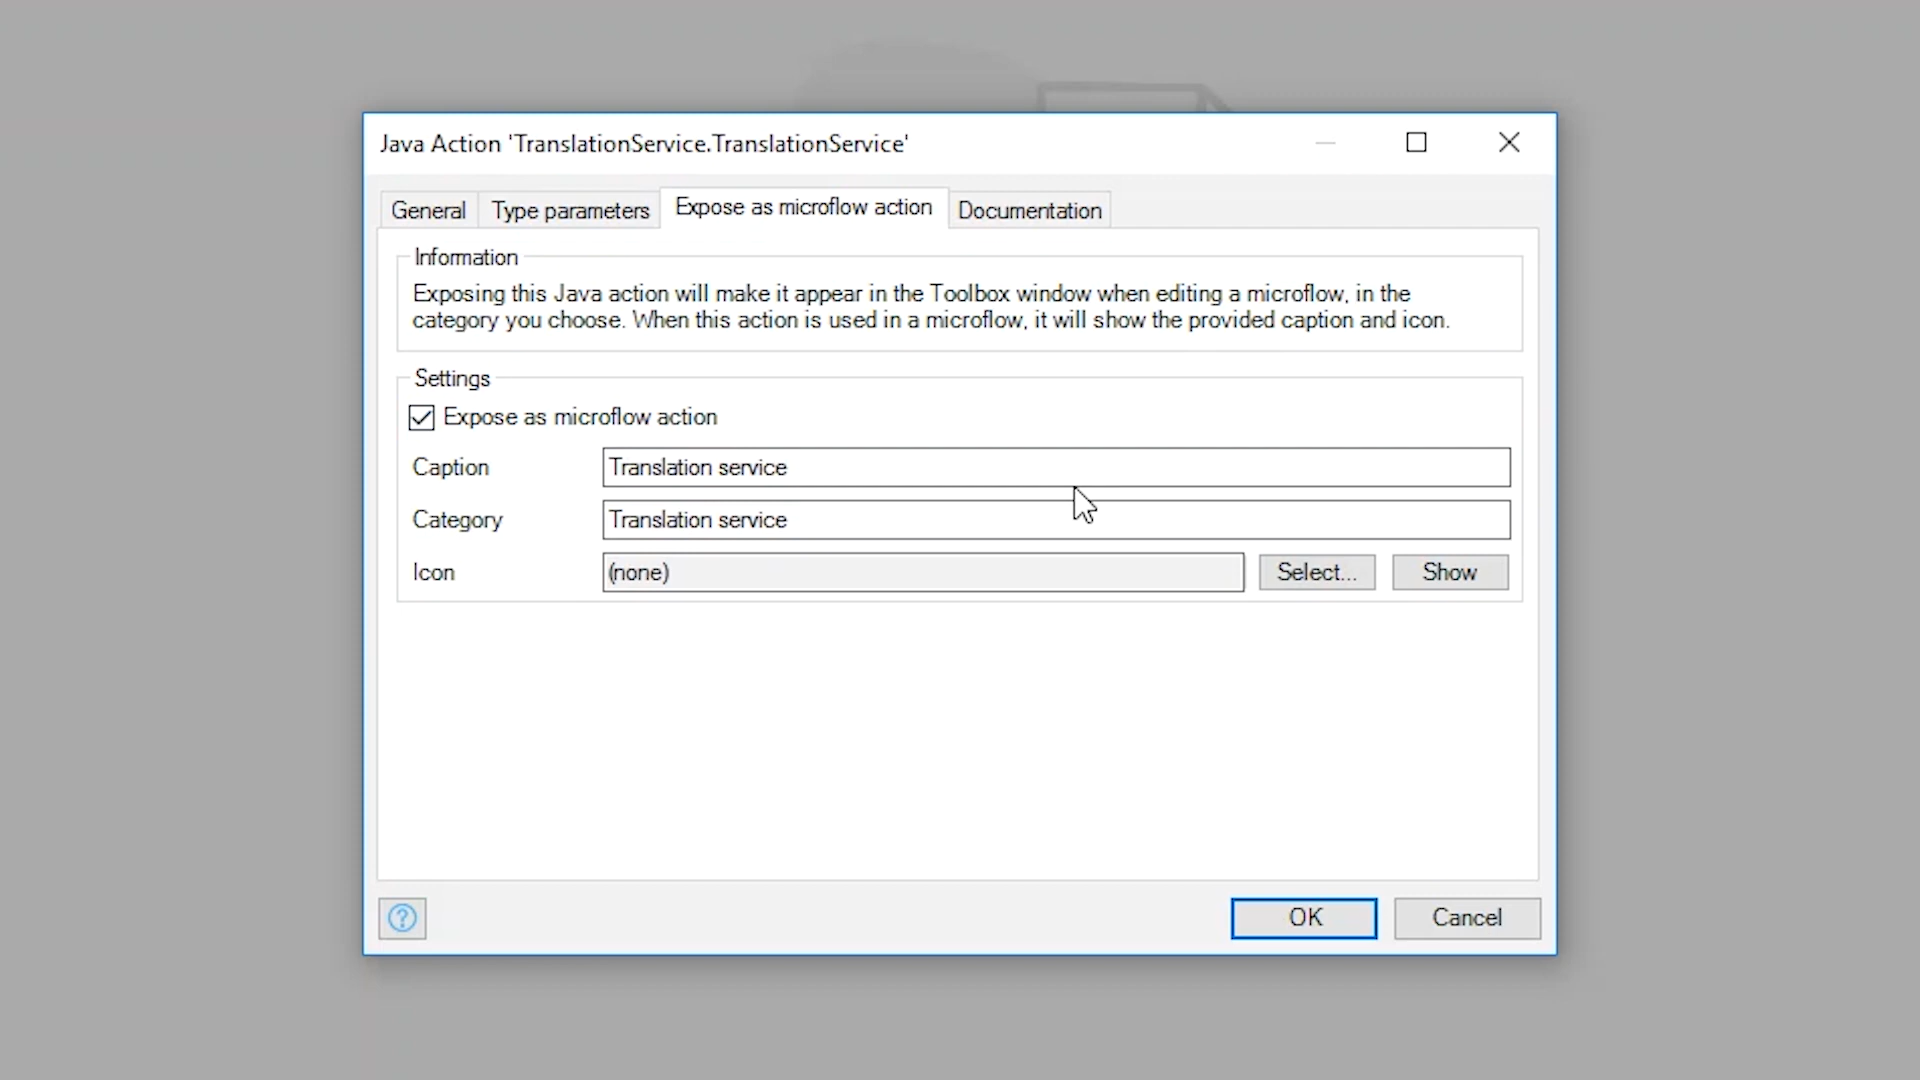 Java Action 'TranslationService.TranslationService'
General
Type parameters
Expose as microflow action
Documentation
Information
Exposing this Java action will make it appear in the Toolbox window when editing a microflow, in the
category you choose. When this action is used in a microflow, it will show the provided caption and icon.
Settings
Expose as microflow action
Caption
Translation service
Category
Translation service
Icon
(none)
Select...
Show
?
OK
Cancel